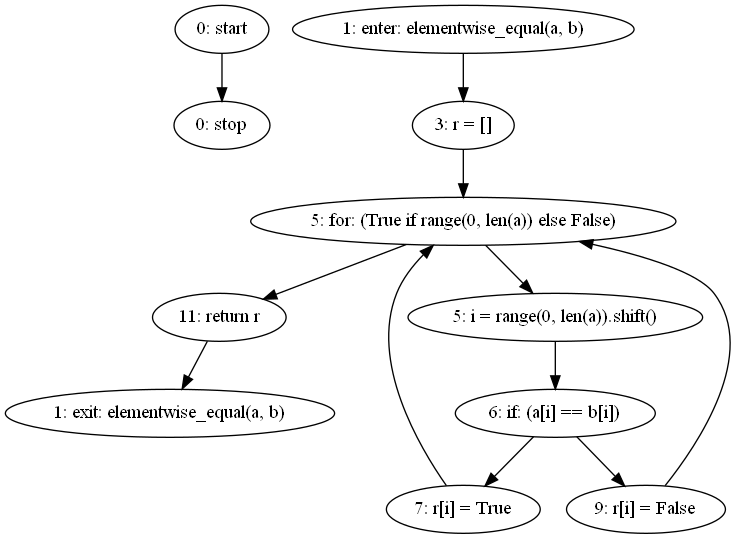 0: start
1: enter: elementwise_equal(a, b)
0: stop
3: r = []
5: for: (True if range(0, len(a)) else False)
11: return r
5: i = range(0, len(a)).shift()
1: exit: elementwise_equal(a, b)
6: if: (a[i] == b[i])
7: r[i] = True
9: r[i] = False